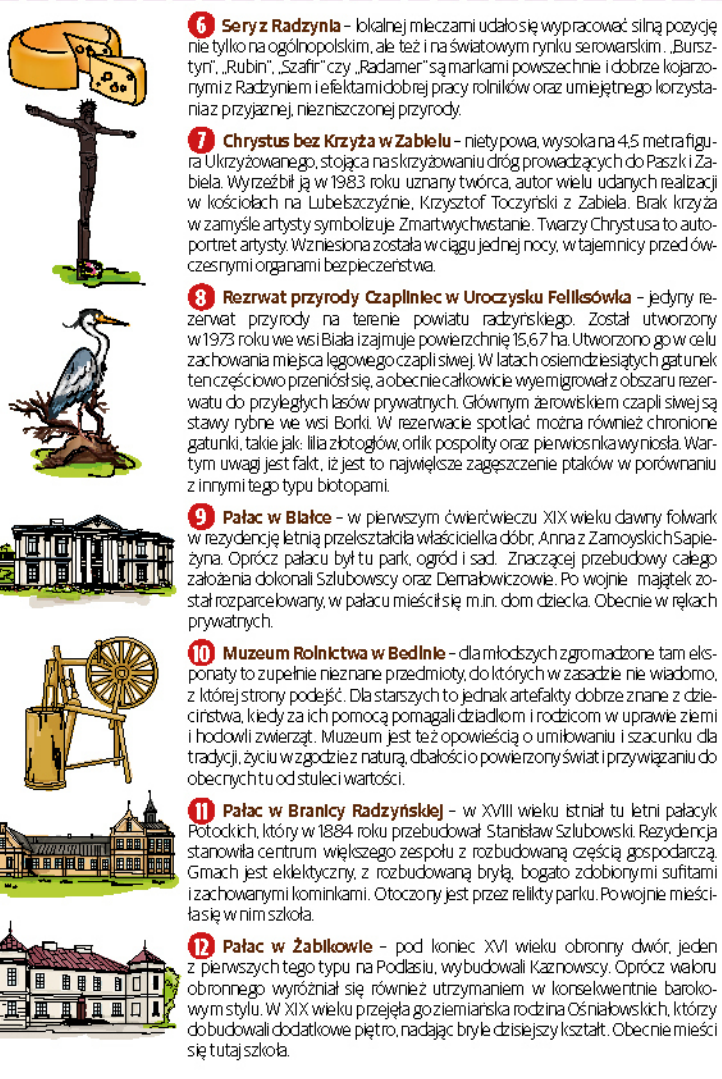 6 Sery z Radzynia – lokalnej mleczarni udało się wypracować silną pozycję
nie tylko na ogólnopolskim, ale też i na światowym rynku serowarskim. „Bursz-
tyn”, „Rubin”, „Szafir” czy „Radamer” są markami powszechnie i dobrze kojarzo-
nymi z Radzyniem i efektami dobrej pracy rolników oraz umiejętnego korzysta-
nia z przyjaznej, niezniszczonej przyrody.
7 Chrystus bez Krzyża w Zabielu – nietypowa, wysoka na 4,5 metra figu-
ra Ukrzyżowanego, stojąca na skrzyżowaniu dróg prowadzących do Paszk i Za-
biela. Wyrzeźbił ją w 1983 roku uznany twórca, autor wielu udanych realizacji
w kościołach na Lubelszczyźnie, Krzysztof Toczyński z Zabiela. Brak krzyża
w zamyśle artysty symbolizuje Zmartwychwstanie. Twarzy Chrystusa to auto-
portret artysty. Wzniesiona została w ciągu jednej nocy, w tajemnicy przed ów-
czesnymi organami bezpieczeństwa.
8 Rezrwat przyrody Czapliniec w Uroczysku Feliksówka – jedyny re-
zerwat przyrody na terenie powiatu radzyńskiego. Został utworzony
w 1973 roku we wsi Biała i zajmuje powierzchnię 15,67 ha. Utworzono go w celu
zachowania miejsca lęgowego czapli siwej. W latach osiemdziesiątych gatunek
ten częściowo przeniósł się, a obecnie całkowicie wyemigrował z obszaru rezer-
watu do przyległych lasów prywatnych. Głównym żerowiskiem czapli siwej są
stawy rybne we wsi Borki. W rezerwacie spotkać można również chronione
gatunki, takie jak: lilia złotogłów, orlik pospolity oraz pierwiosnka wyniosła. War-
tym uwagi jest fakt, iż jest to największe zagęszczenie ptaków w porównaniu
z innymi tego typu biotopami.
9 Pałac w Białce – w pierwszym ćwierćwieczu XIX wieku dawny folwark
w rezydencję letnią przekształciła właścicielka dóbr, Anna z Zamoyskich Sapie-
żyna. Oprócz pałacu był tu park, ogród i sad. Znaczącej przebudowy całego
założenia dokonali Szlubowscy oraz Dernałowiczowie. Po wojnie majątek zo-
stał rozparcelowany, w pałacu mieścił się m.in. dom dziecka. Obecnie w rękach
prywatnych.
10 Muzeum Rolnictwa w Bedlnie – dla młodszych zgromadzone tam eks-
ponaty to zupełnie nieznane przedmioty, do których w zasadzie nie wiadomo,
z której strony podejść. Dla starszych to jednak artefakty dobrze znane z dzie-
ciństwa, kiedy za ich pomocą pomagali dziadkom i rodzicom w uprawie ziemi
i hodowli zwierząt. Muzeum jest też opowieścią o umiłowaniu i szacunku dla
tradycji, życiu w zgodzie z naturą, dbałości o powierzony świat i przywiązaniu do
obecnych tu od stuleci wartości.
11 Pałac w Branicy Radzyńskiej – w XVIII wieku istniał tu letni pałacyk
Potockich, który w 1884 roku przebudował Stanisław Szlubowski. Rezydencja
stanowiła centrum większego zespołu z rozbudowaną częścią gospodarczą.
Gmach jest eklektyczny, z rozbudowaną bryłą, bogato zdobionymi sufitami
i zachowanymi kominkami. Otoczony jest przez relikty parku. Po wojnie mieści-
ła się w nim szkoła.
12 Pałac w Żabikowie – pod koniec XVI wieku obronny dwór, jeden
z pierwszych tego typu na Podlasiu, wybudowali Kaznowscy. Oprócz waloru
obronnego wyróżniał się również utrzymaniem w konsekwentnie baroko-
wym stylu. W XIX wieku przejęła go ziemiańska rodzina Ośniałowskich, którzy
dobudowali dodatkowe piętro, nadając bryle dzisiejszy kształt. Obecnie mieści
się tutaj szkoła.